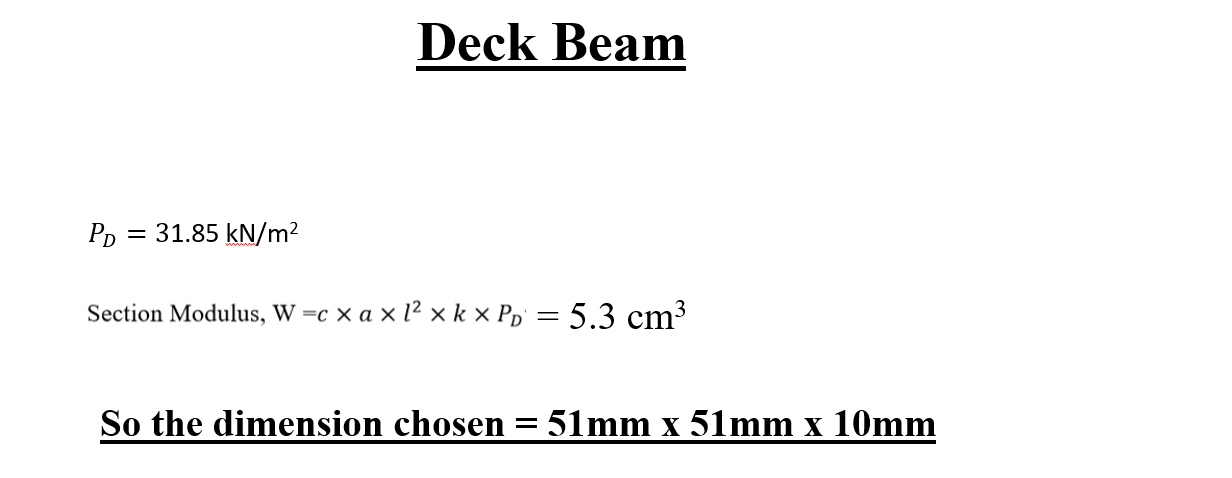 Deck Beam
P_D = 31.85 kN/m²
Section Modulus, W =c × a × l² × k × P_D = 5.3 cm³
So the dimension chosen = 51mm x 51mm x 10mm